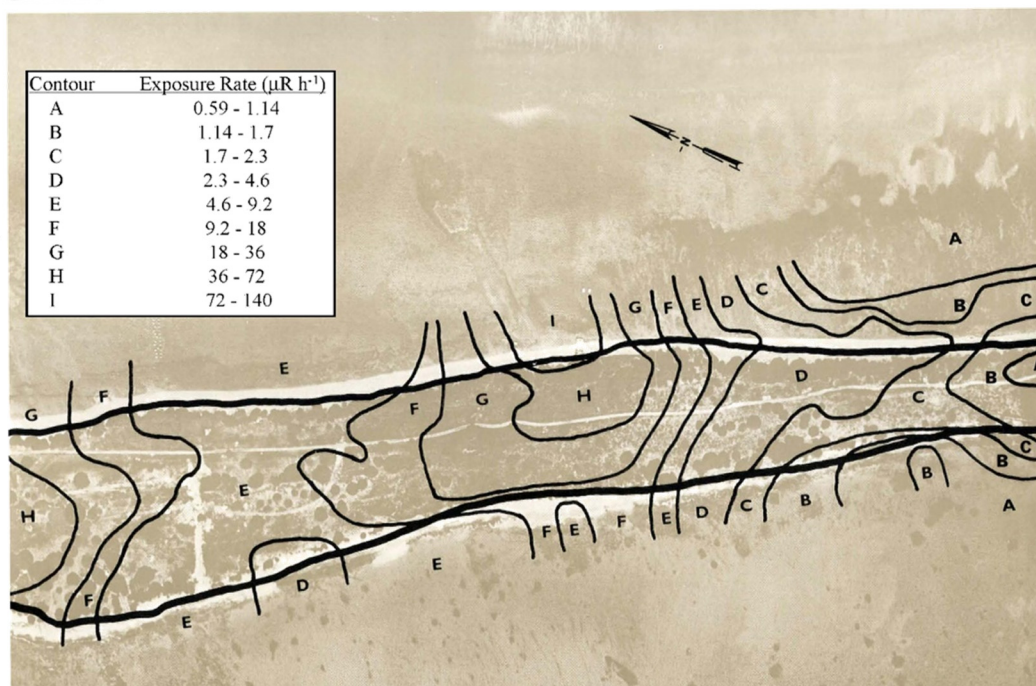 Contour Exposure Rate (μR h⁻¹)
A 0.59 - 1.14
B 1.14 - 1.7
C 1.7 - 2.3
D 2.3 - 4.6
E 4.6 - 9.2
F 9.2 - 18
G 18 - 36
H 36 - 72
I 72 - 140
N
A
C
B
C
I
G F E D C
E
F
G
D
B
F
G
H
C
E
H
F
E
D
E
F E F E D C B B B C
A